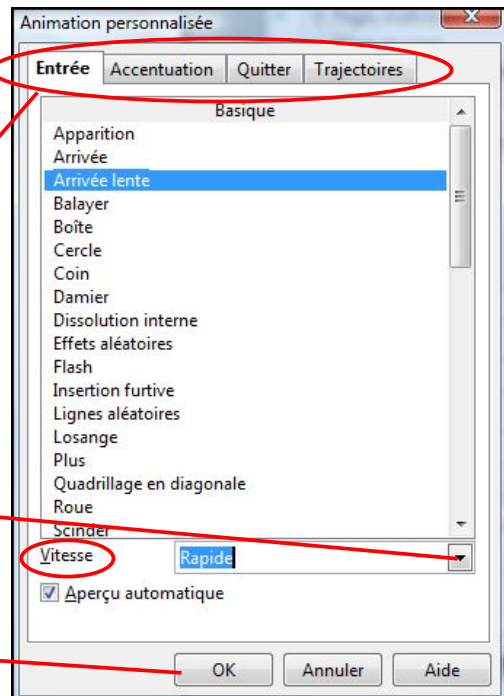 Animation personnalisée
Entrée Accentuation Quitter Trajectoires
Basique
Apparition
Arrivée
Arrivée lente
Balayer
Boîte
Cercle
Coin
Damier
Dissolution interne
Effets aléatoires
Flash
Insertion furtive
Lignes aléatoires
Losange
Plus
Quadrillage en diagonale
Roue
Scinder
Vitesse Rapide
Aperçu automatique
OK Annuler Aide